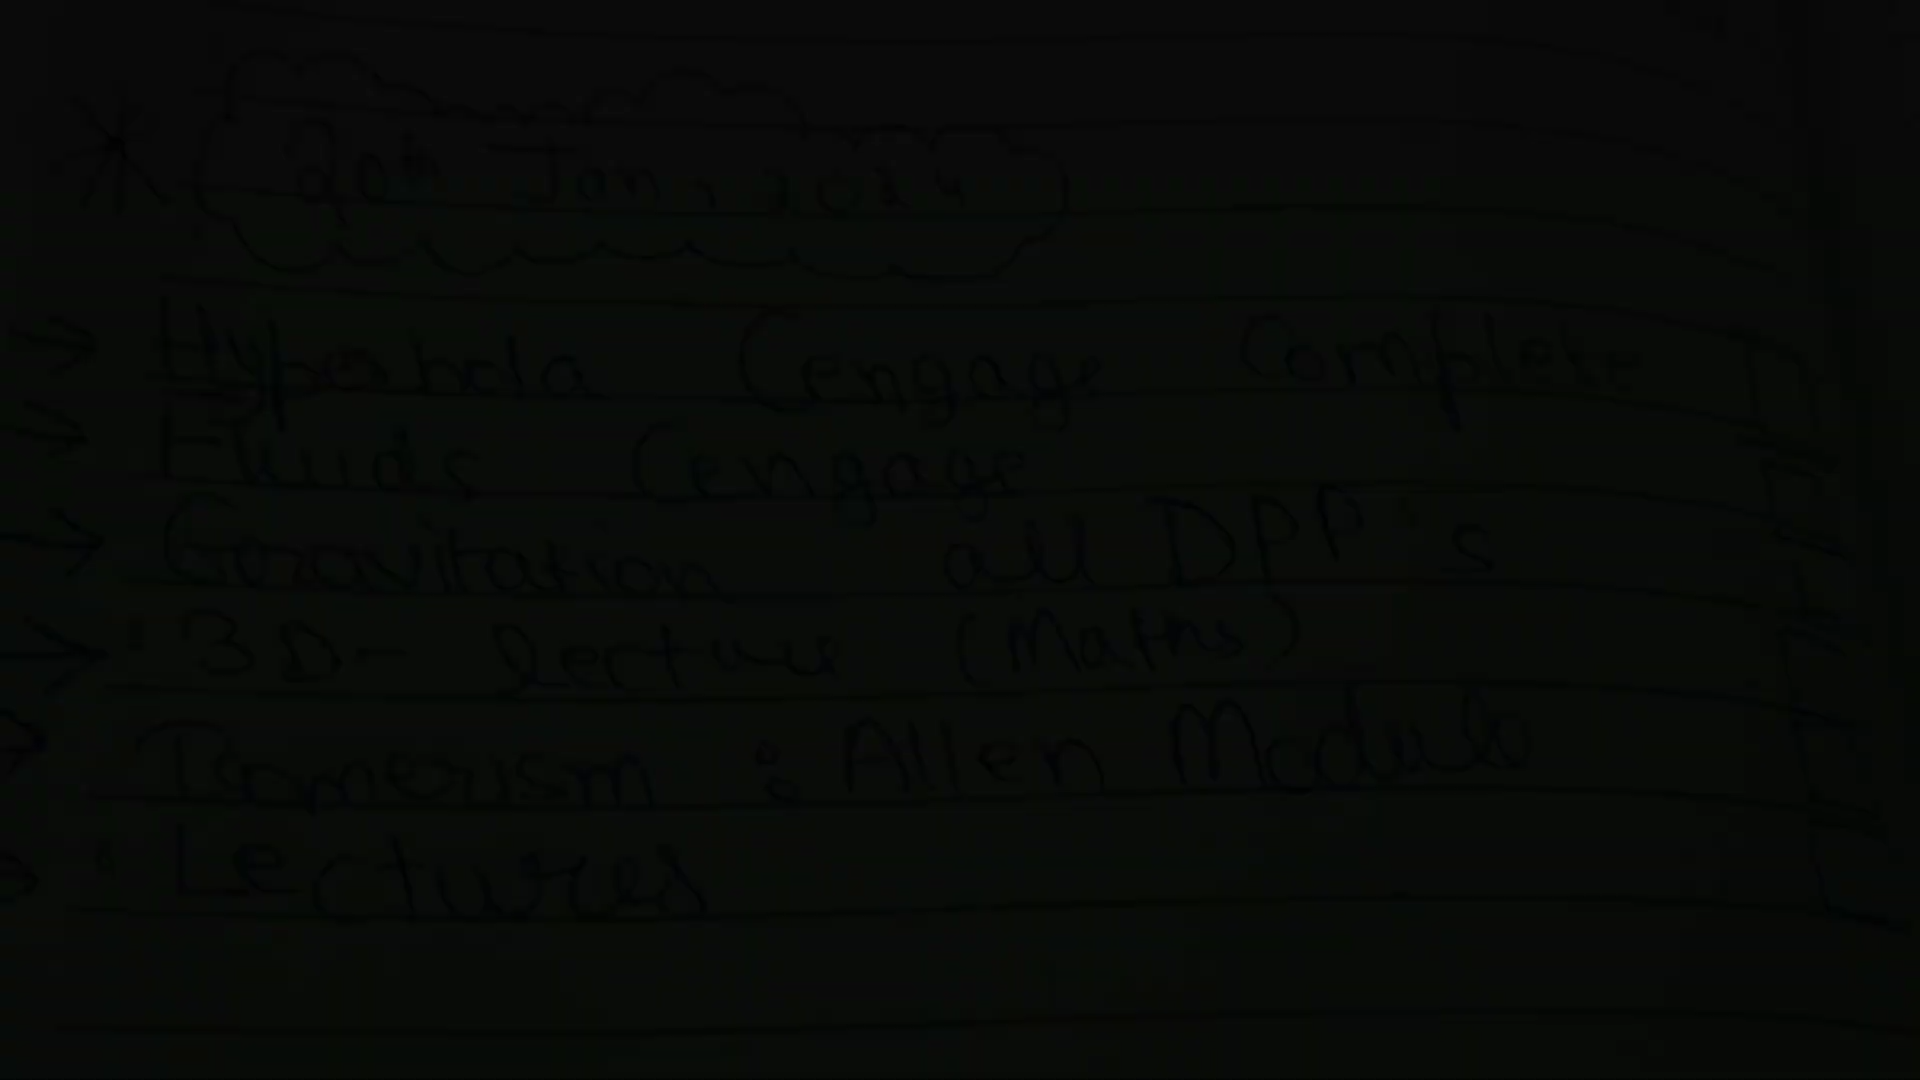 20th Jan, 2024
→ Hyperbola Cengage Complete
→ Fluids Cengage
→ Gravitation all DPP's
→ 3D- lecture (Maths)
→ Isomerism : Allen Module
→ Lectures